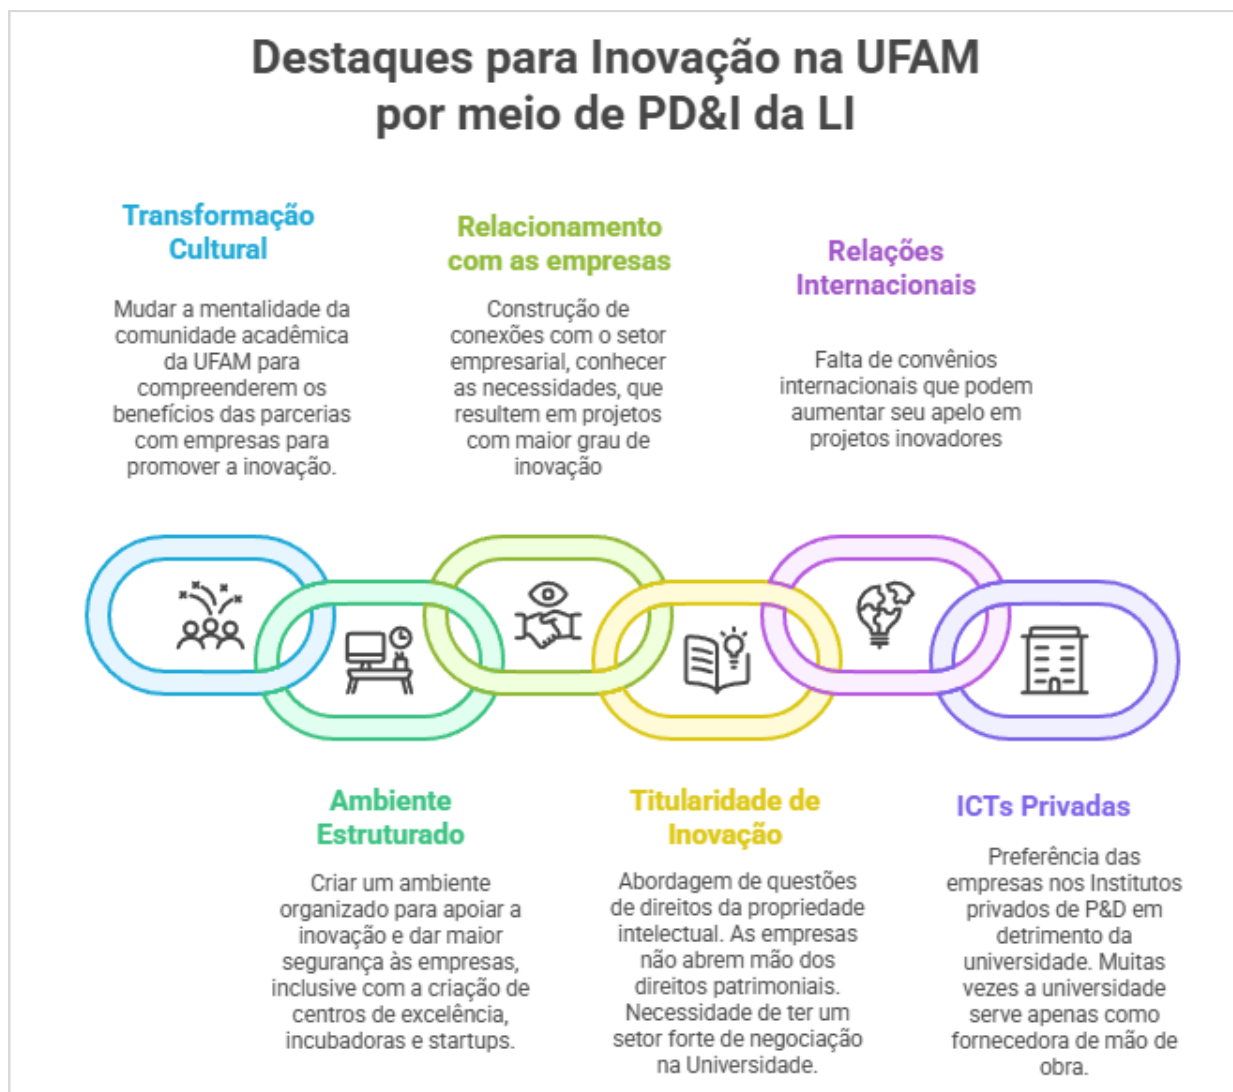 Destaques para Inovação na UFAM
por meio de PD&I da LI
Transformação
Cultural
Mudar a mentalidade da
comunidade acadêmica
da UFAM para
compreenderem os
benefícios das parcerias
com empresas para
promover a inovação.
Relacionamento
com as empresas
Construção de
conexões com o setor
empresarial, conhecer
as necessidades, que
resultem em projetos
com maior grau de
inovação
Relações
Internacionais
Falta de convênios
internacionais que podem
aumentar seu apelo em
projetos inovadores
Ambiente
Estruturado
Criar um ambiente
organizado para apoiar a
inovação e dar maior
segurança às empresas,
inclusive com a criação de
centros de excelência,
incubadoras e startups.
Titularidade de
Inovação
Abordagem de questões
de direitos da propriedade
intelectual. As empresas
não abrem mão dos
direitos patrimoniais.
Necessidade de ter um
setor forte de negociação
na Universidade.
ICTs Privadas
Preferência das
empresas nos Institutos
privados de P&D em
detrimento da
universidade. Muitas
vezes a universidade
serve apenas como
fornecedora de mão de
obra.